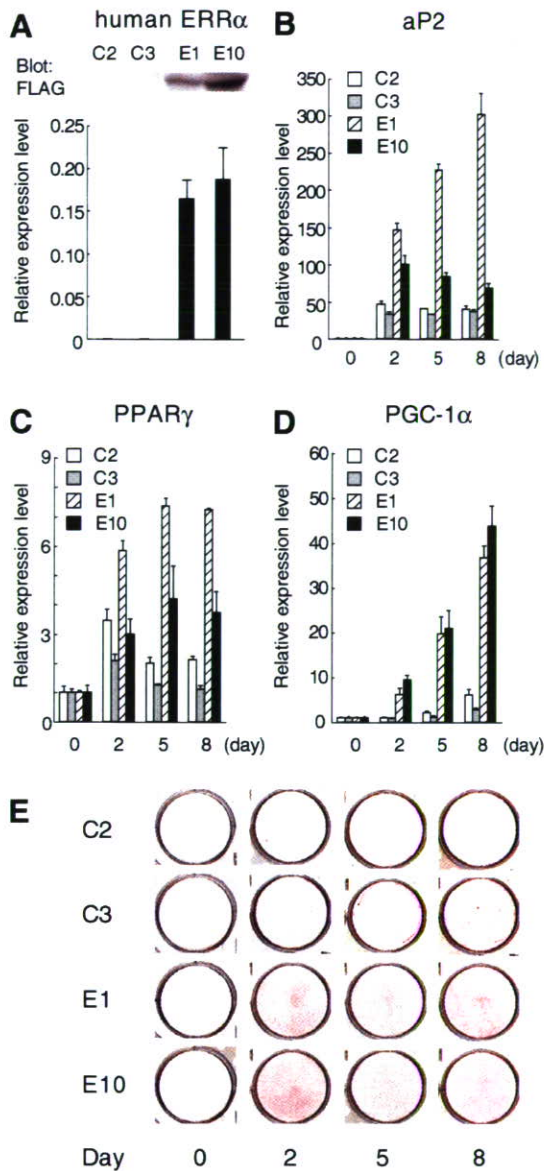 A human ERRα
C2 C3 E1 E10
Blot:
FLAG
Relative expression level
0.25
0.20
0.15
0.10
0.05
0
B aP2
C2
C3
E1
E10
Relative expression level
350
300
250
200
150
100
50
0
0 2 5 8 (day)
C PPARγ
C2
C3
E1
E10
Relative expression level
9
6
3
0
0 2 5 8 (day)
D PGC-1α
C2
C3
E1
E10
Relative expression level
60
50
40
30
20
10
0
0 2 5 8 (day)
E
C2
C3
E1
E10
Day 0 2 5 8